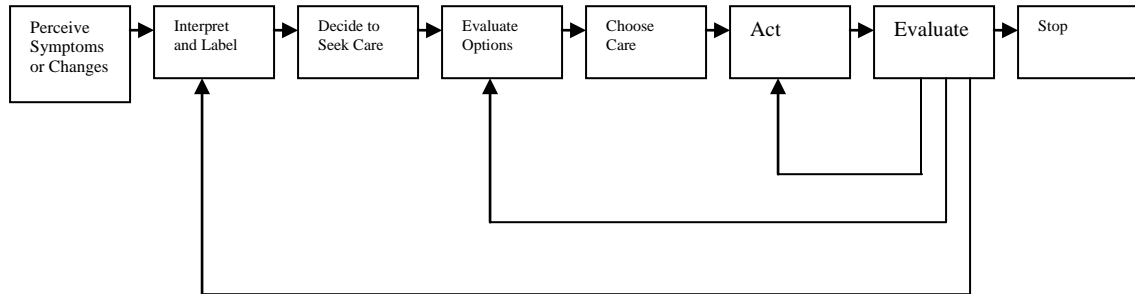 Perceive
Symptoms
or Changes
Interpret
and Label
Decide to
Seek Care
Evaluate
Options
Choose
Care
Act
Evaluate
Stop